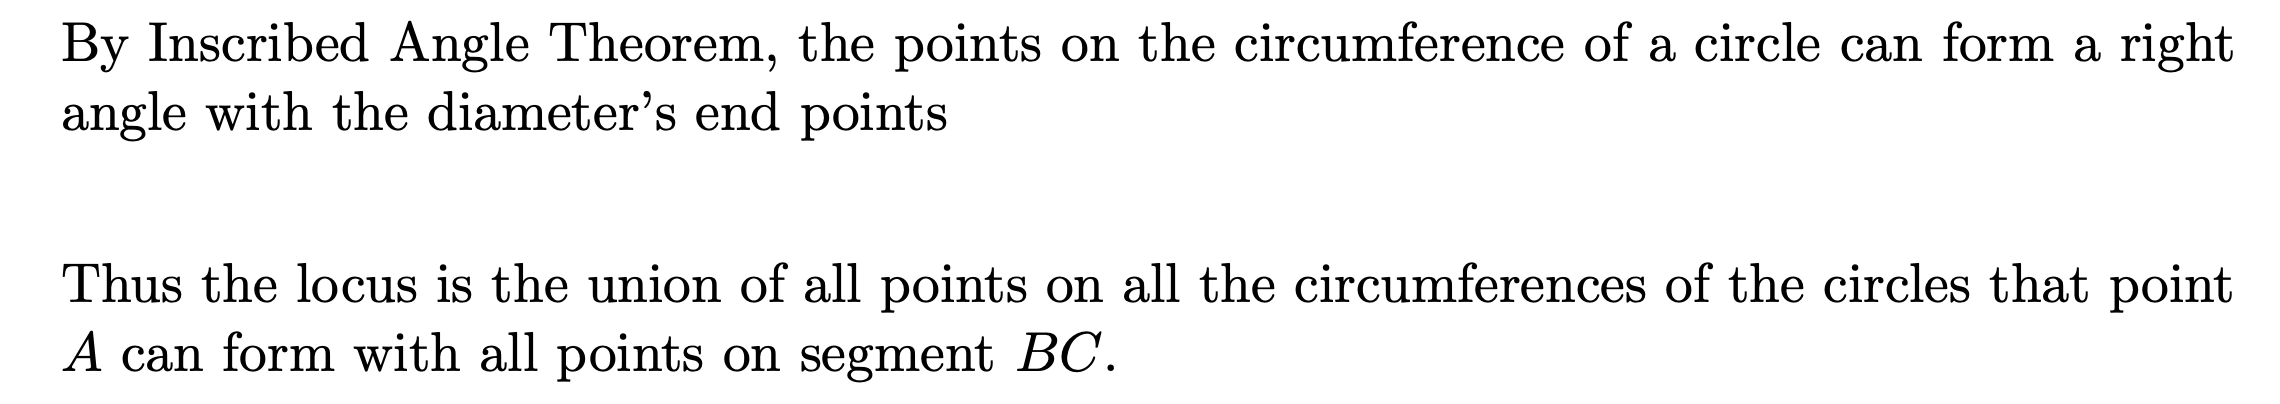 By Inscribed Angle Theorem, the points on the circumference of a circle can form a right
angle with the diameter’s end points
Thus the locus is the union of all points on all the circumferences of the circles that point
A can form with all points on segment BC.